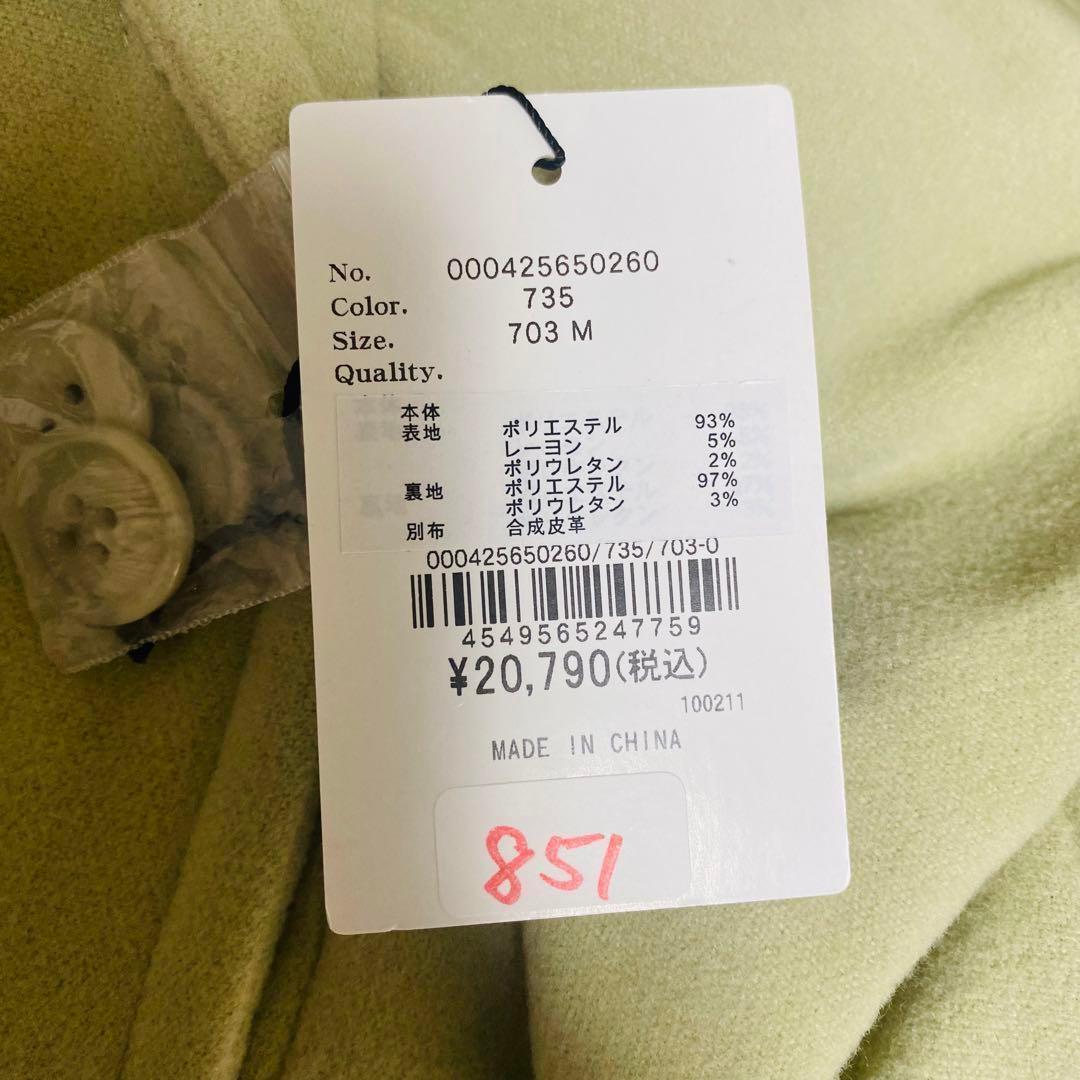 No. 000425650260
Color. 735
Size. 703 M
Quality.
本体
表地 ポリエステル 93%
レーヨン 5%
ポリウレタン 2%
裏地 ポリエステル 97%
ポリウレタン 3%
別布 合成皮革
000425650260/735/703-0
4549565247759
¥20,790(税込)
100211
MADE IN CHINA
851